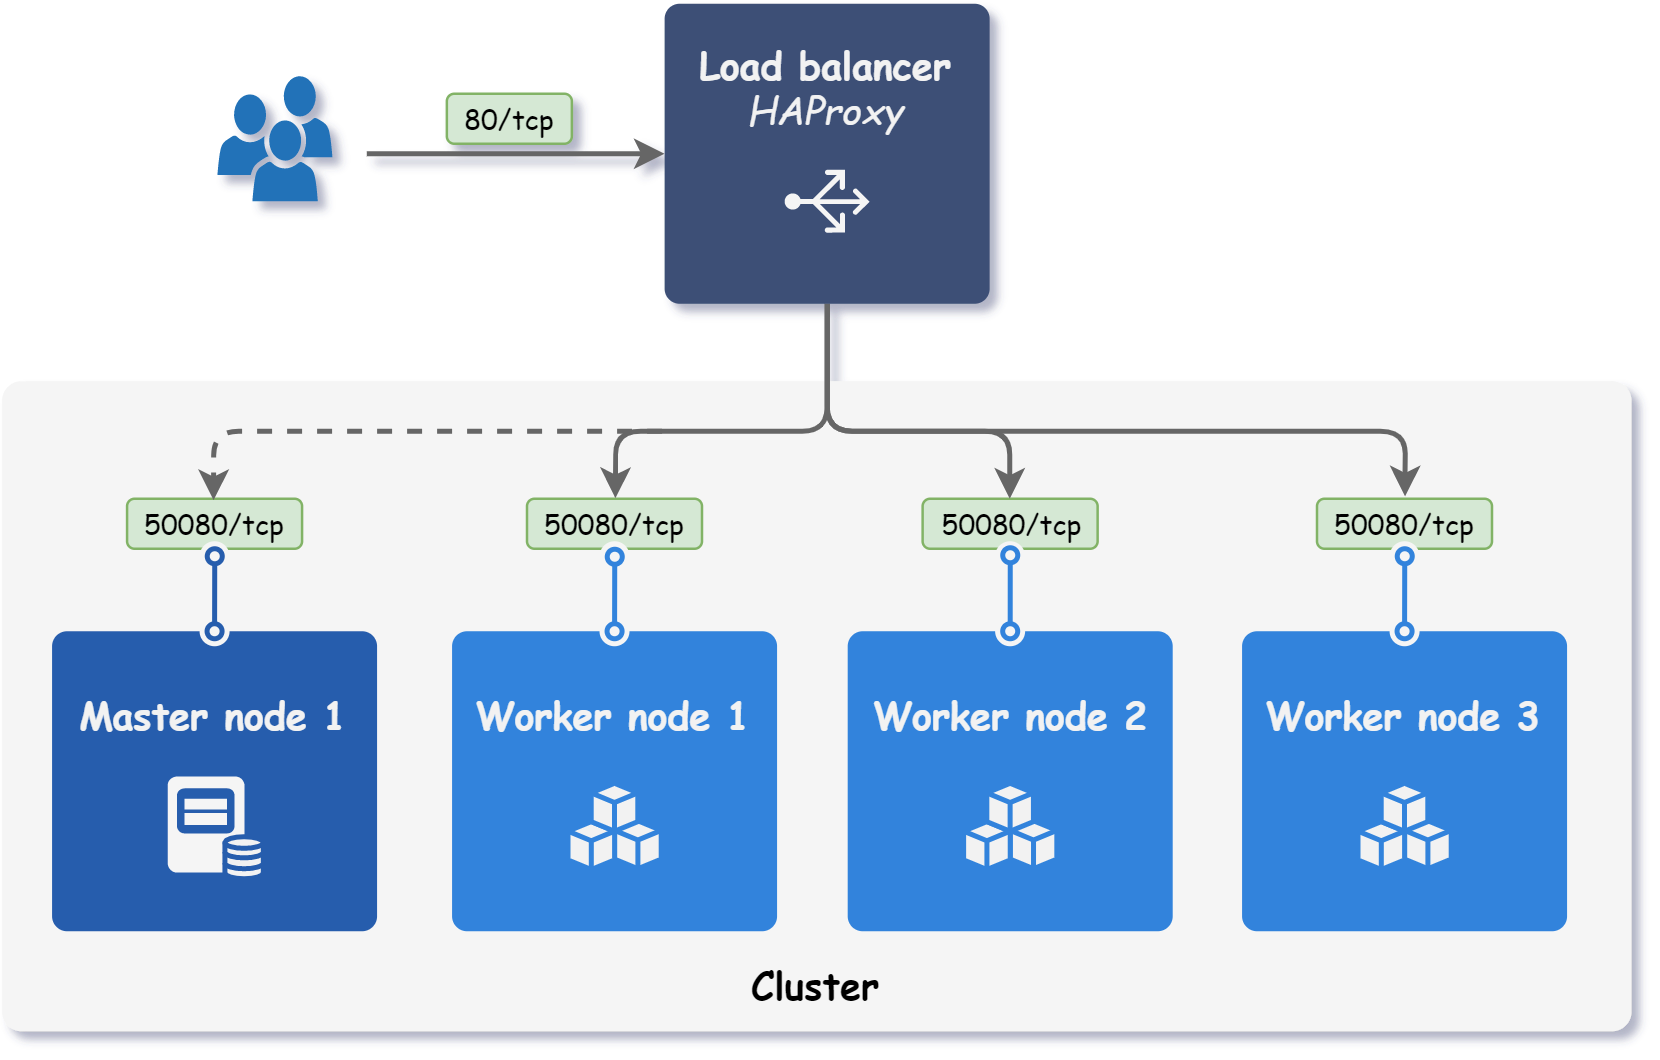 Load balancer
HAProxy
80/tcp
50080/tcp
50080/tcp
50080/tcp
50080/tcp
Master node 1
Worker node 1
Worker node 2
Worker node 3
Cluster